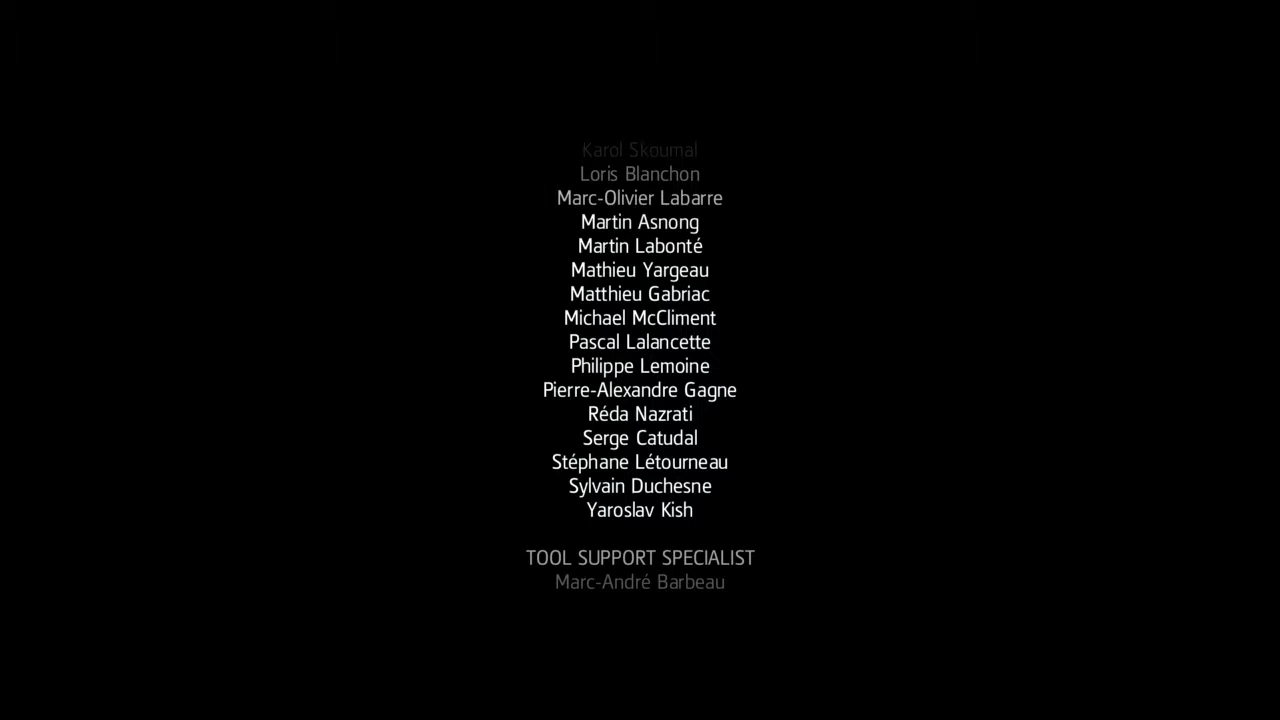 Karol Skoumal
Loris Blanchon
Marc-Olivier Labarre
Martin Asnong
Martin Labonté
Mathieu Yargeau
Matthieu Gabriac
Michael McCliment
Pascal Lalancette
Philippe Lemoine
Pierre-Alexandre Gagne
Réda Nazrati
Serge Catudal
Stéphane Létourneau
Sylvain Duchesne
Yaroslav Kish
TOOL SUPPORT SPECIALIST
Marc-André Barbeau